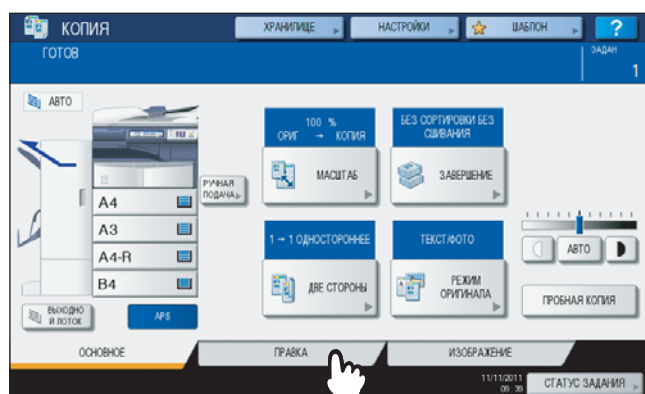 КОПИЯ
ХРАНИЛИЩЕ
НАСТРОЙКИ
ШАБЛОН
?
ГОТОВ
ЗАДАН
1
АВТО
100 %
ОРИГ → КОПИЯ
МАСШТАБ
БЕЗ СОРТИРОВКИ БЕЗ
СШИВАНИЯ
ЗАВЕРШЕНИЕ
РУЧНАЯ
ПОДАЧА
A4
A3
A4-R
B4
1 → 1 ОДНОСТОРОННЕЕ
ДВЕ СТОРОНЫ
ТЕКСТ/ФОТО
РЕЖИМ
ОРИГИНАЛА
АВТО
ПРОБНАЯ КОПИЯ
ВЫХОДНО
Й ЛОТОК
APS
ОСНОВНОЕ
ПРАВКА
ИЗОБРАЖЕНИЕ
11/11/2011
09 : 39
СТАТУС ЗАДАНИЯ